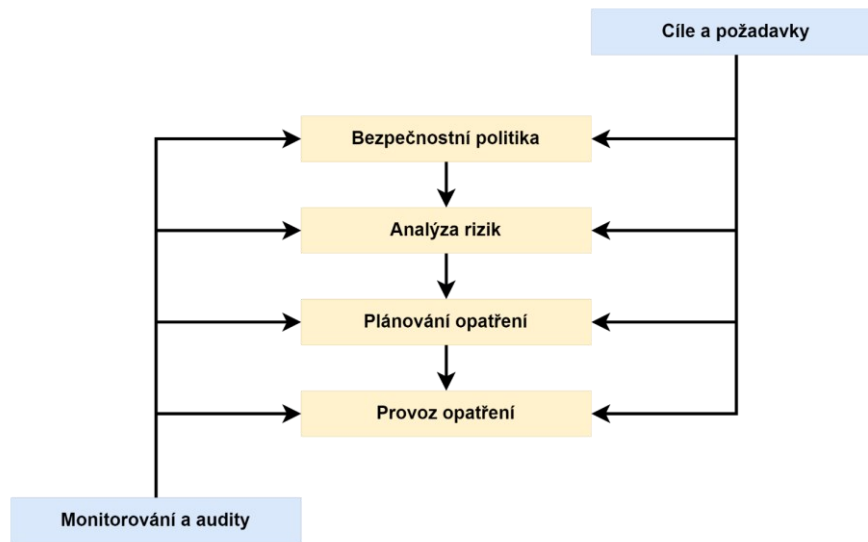 Cíle a požadavky
Bezpečnostní politika
Analýza rizik
Plánování opatření
Provoz opatření
Monitorování a audity